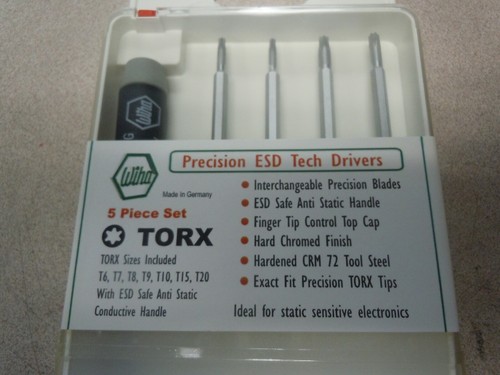 Wiha
Wiha
Made in Germany
5 Piece Set
TORX
TORX Sizes Included
T6, T7, T8, T9, T10, T15, T20
With ESD Safe Anti Static
Conductive Handle
Precision ESD Tech Drivers
Interchangeable Precision Blades
ESD Safe Anti Static Handle
Finger Tip Control Top Cap
Hard Chromed Finish
Hardened CRM 72 Tool Steel
Exact Fit Precision TORX Tips
Ideal for static sensitive electronics